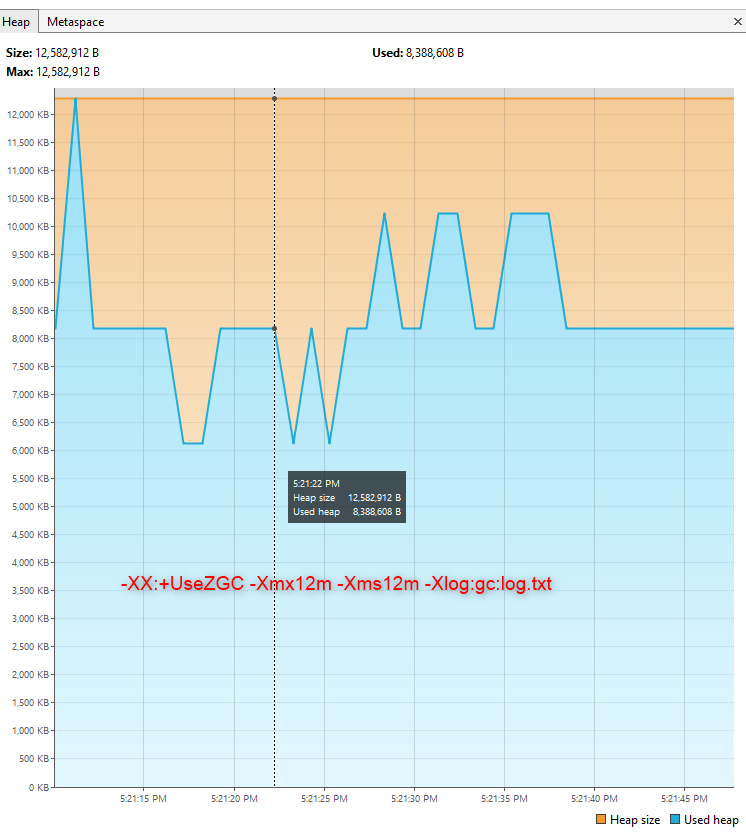 Heap Metaspace ×
Size: 12,582,912 B Used: 8,388,608 B
Max: 12,582,912 B
12,000 KB
11,500 KB
11,000 KB
10,500 KB
10,000 KB
9,500 KB
9,000 KB
8,500 KB
8,000 KB
7,500 KB
7,000 KB
6,500 KB
6,000 KB
5,500 KB
5,000 KB
4,500 KB
4,000 KB
3,500 KB
3,000 KB
2,500 KB
2,000 KB
1,500 KB
1,000 KB
500 KB
0 KB
5:21:22 PM
Heap size 12,582,912 B
Used heap 8,388,608 B
-XX:+UseZGC -Xmx12m -Xms12m -Xlog:gc:log.txt
5:21:15 PM 5:21:20 PM 5:21:25 PM 5:21:30 PM 5:21:35 PM 5:21:40 PM 5:21:45 PM
Heap size Used heap